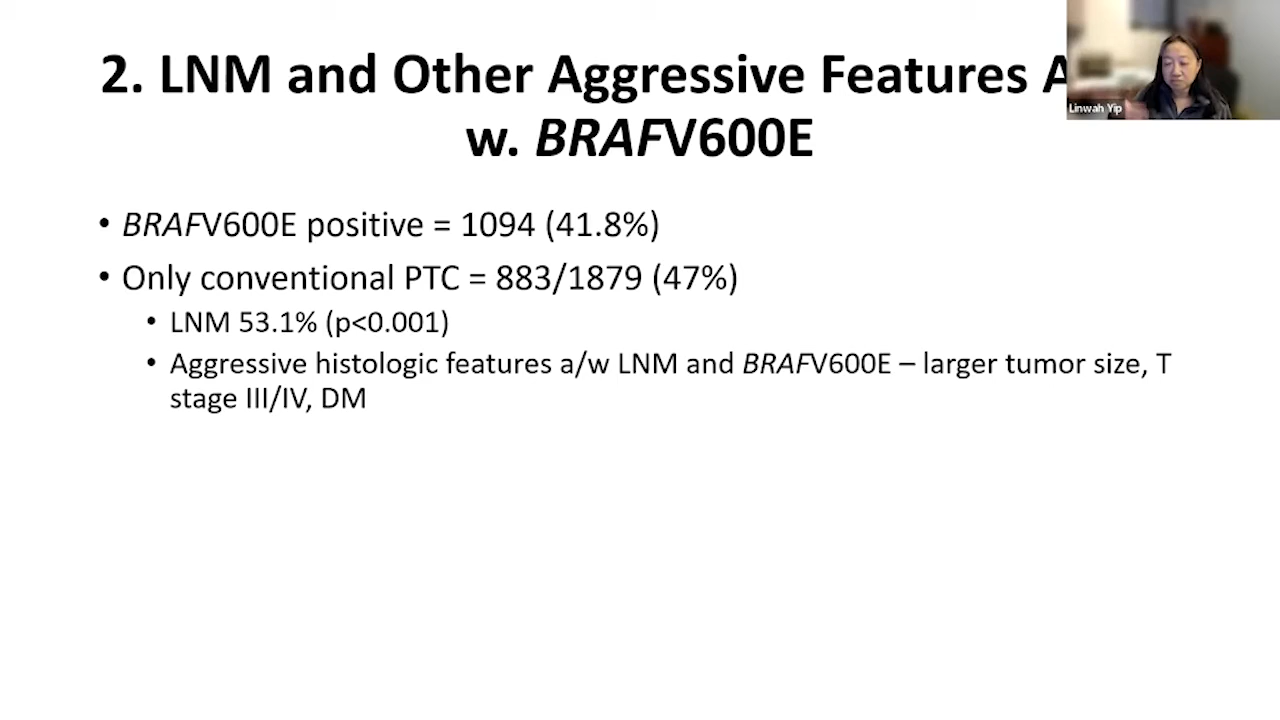 2. LNM and Other Aggressive Features
w. BRAFV600E
Linwah Yip
• BRAFV600E positive = 1094 (41.8%)
• Only conventional PTC = 883/1879 (47%)
• LNM 53.1% (p<0.001)
• Aggressive histologic features a/w LNM and BRAFV600E – larger tumor size, T
stage III/IV, DM